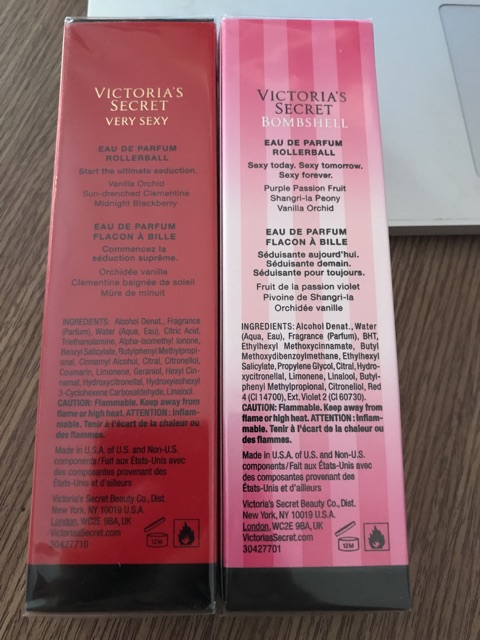 VICTORIA'S
SECRET
VERY SEXY
EAU DE PARFUM
ROLLERBALL
Start the ultimate seduction.
Vanilla Orchid
Sun-drenched Clementine
Midnight Blackberry
EAU DE PARFUM
FLACON À BILLE
Commencez la
séduction suprême.
Orchidée vanille
Clémentine baignée de soleil
Mûre de minuit
INGREDIENTS: Alcohol Denat., Fragrance
(Parfum), Water (Aqua, Eau), Citric Acid,
Triethanolamine, Alpha-Isomethyl Ionone,
Benzyl Salicylate, Butylphenyl Methylpropi-
onal, Cinnamyl Alcohol, Citral, Citronellol,
Coumarin, Limonene, Geraniol, Hexyl Cin-
namal, Hydroxycitronellal, Hydroxyisohexyl
3-Cyclohexene Carboxaldehyde, Linalool.
CAUTION: Flammable. Keep away from
flame or high heat. ATTENTION : Inflam-
mable. Tenir à l'écart de la chaleur ou
des flammes.
Made in U.S.A. of U.S. and Non-U.S.
components/Fait aux États-Unis avec
des composantes provenant des
États-Unis et d'ailleurs
Victoria's Secret Beauty Co., Dist.
New York, NY 10019 U.S.A.
London, WC2E 9BA, UK
VictoriasSecret.com
30427710
12M
VICTORIA'S
SECRET
BOMBSHELL
EAU DE PARFUM
ROLLERBALL
Sexy today. Sexy tomorrow.
Sexy forever.
Purple Passion Fruit
Shangri-la Peony
Vanilla Orchid
EAU DE PARFUM
FLACON À BILLE
Séduisante aujourd'hui.
Séduisante demain.
Séduisante pour toujours.
Fruit de la passion violet
Pivoine de Shangri-la
Orchidée vanille
INGREDIENTS: Alcohol Denat., Water
(Aqua, Eau), Fragrance (Parfum), BHT,
Ethylhexyl Methoxycinnamate, Butyl
Methoxydibenzoylmethane, Ethylhexyl
Salicylate, Propylene Glycol, Citral, Hydro-
xycitronellal, Limonene, Linalool, Butyl-
phenyl Methylpropional, Citronellol, Red
4 (CI 14700), Ext. Violet 2 (CI 60730).
CAUTION: Flammable. Keep away from
flame or high heat. ATTENTION : Inflam-
mable. Tenir à l'écart de la chaleur ou
des flammes.
Made in U.S.A. of U.S. and Non-U.S.
components/Fait aux États-Unis avec
des composantes provenant des
États-Unis et d'ailleurs
Victoria's Secret Beauty Co., Dist.
New York, NY 10019 U.S.A.
London, WC2E 9BA, UK
VictoriasSecret.com
30427701
12M